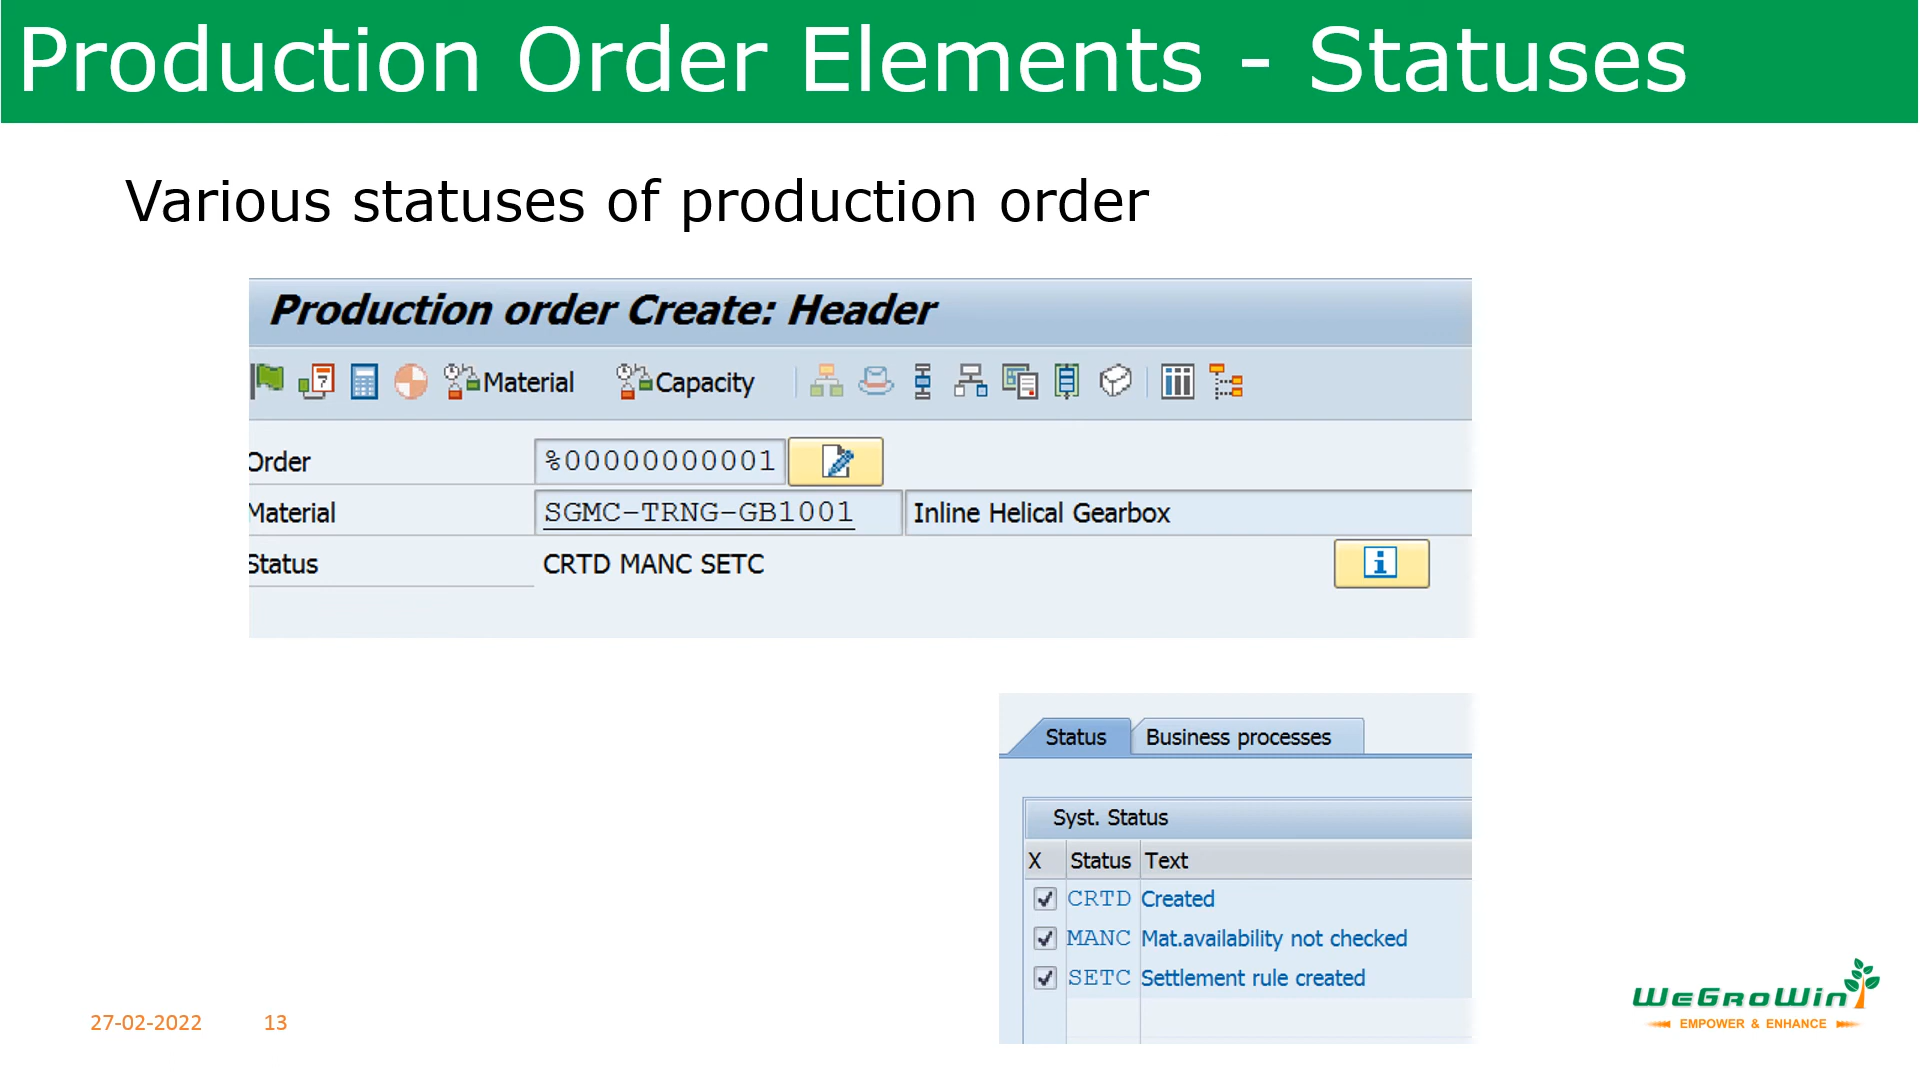 Production Order Elements - Statuses
Various statuses of production order
Production order Create: Header
Material Capacity
Order %00000000001
Material SGMC-TRNG-GB1001 Inline Helical Gearbox
Status CRTD MANC SETC
Status Business processes
Syst. Status
X Status Text
CRTD Created
MANC Mat.availability not checked
SETC Settlement rule created
27-02-2022 13
WeGroWin
EMPOWER & ENHANCE